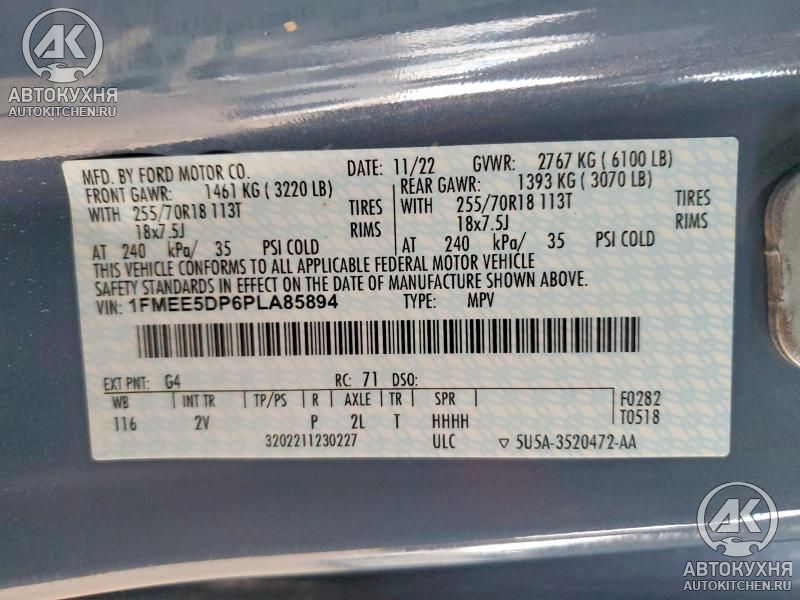 АК
АВТОКУХНЯ
AUTOKITCHEN.RU
MFD. BY FORD MOTOR CO. DATE: 11/22 GVWR: 2767 KG ( 6100 LB)
FRONT GAWR: 1461 KG ( 3220 LB) REAR GAWR: 1393 KG ( 3070 LB)
WITH 255/70R18 113T TIRES WITH 255/70R18 113T TIRES
18x7.5J RIMS 18x7.5J RIMS
AT 240 kPa/ 35 PSI COLD AT 240 kPa/ 35 PSI COLD
THIS VEHICLE CONFORMS TO ALL APPLICABLE FEDERAL MOTOR VEHICLE
SAFETY STANDARDS IN EFFECT ON THE DATE OF MANUFACTURE SHOWN ABOVE.
VIN: 1FMEE5DP6PLA85894 TYPE: MPV
EXT PNT: G4 RC: 71 DSO:
WB INT TR TP/PS R AXLE TR SPR F0282
116 2V P 2L T HHHH T0518
3202211230227 ULC ▽ 5U5A-3520472-AA
АК
АВТОКУХНЯ
AUTOKITCHEN.RU